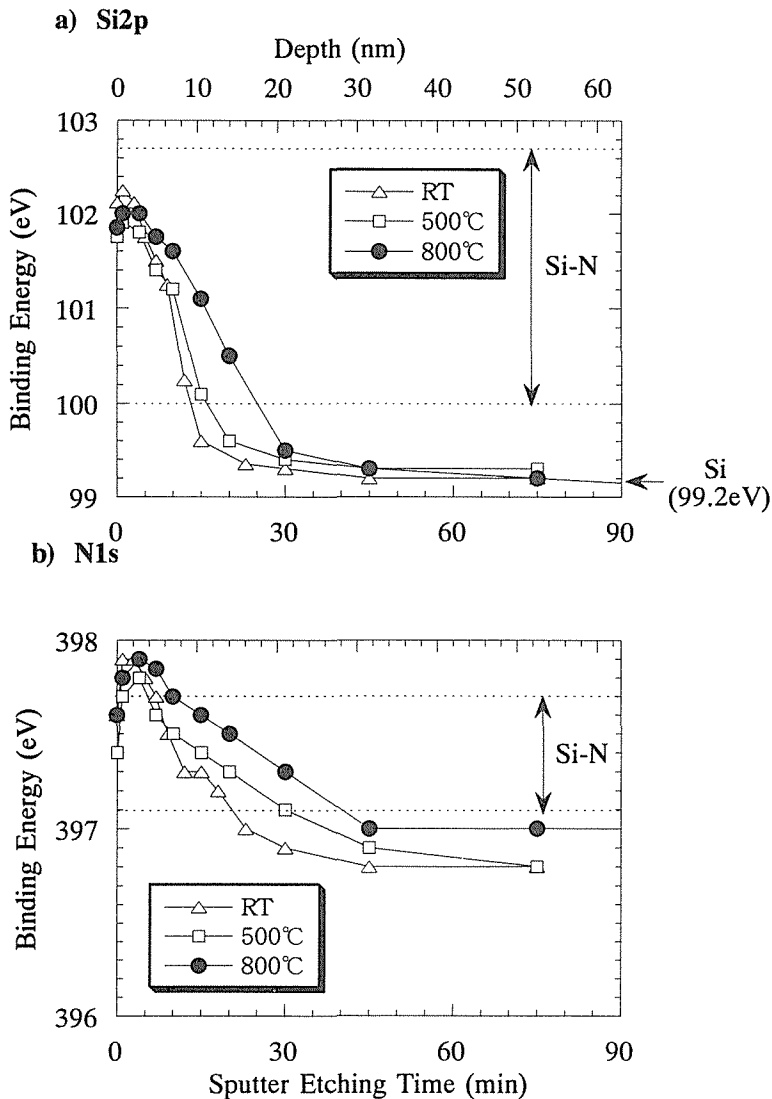 a) Si2p
Depth (nm)
0 10 20 30 40 50 60
103
102
101
100
99
Binding Energy (eV)
RT
500℃
800℃
Si-N
Si
(99.2eV)
0 30 60 90
b) N1s
398
397
396
Binding Energy (eV)
Si-N
RT
500℃
800℃
0 30 60 90
Sputter Etching Time (min)